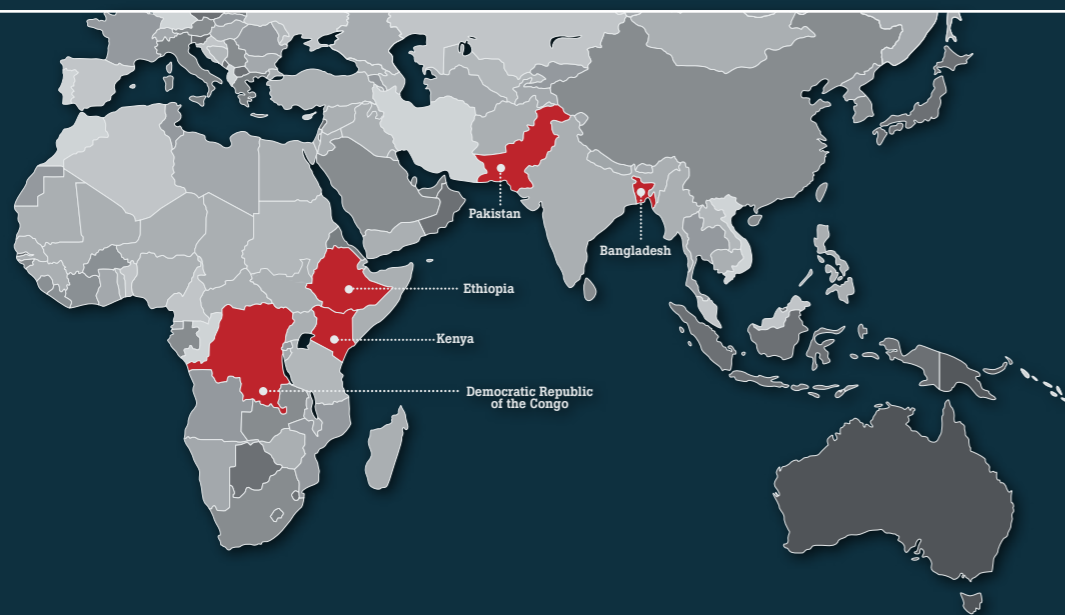 Pakistan
Bangladesh
Ethiopia
Kenya
Democratic Republic
of the Congo